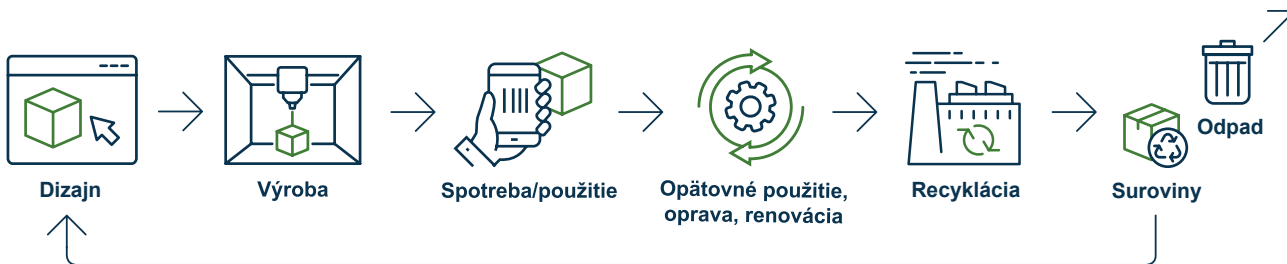 Dizajn
Výroba
Spotreba/použitie
Opätovné použitie,
oprava, renovácia
Recyklácia
Suroviny
Odpad